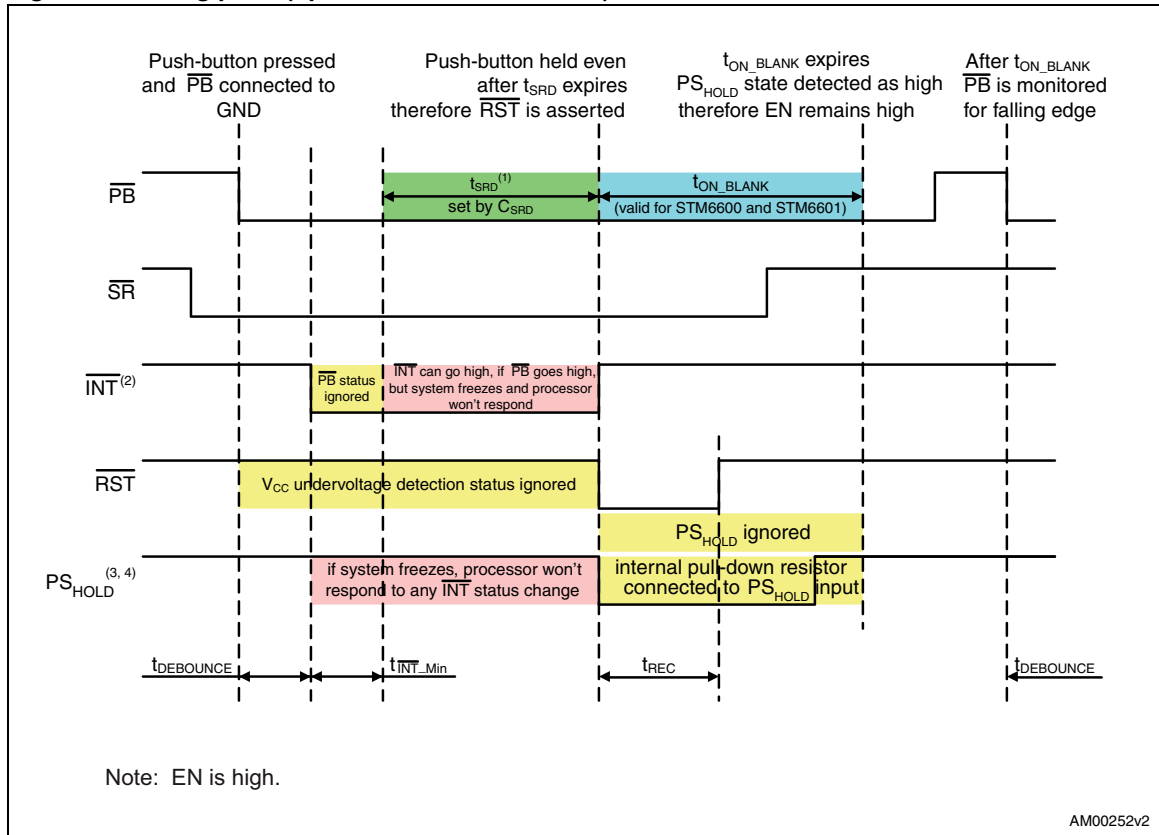 Push-button pressed
and PB connected to
GND
Push-button held even
after tSRD expires
therefore RST is asserted
tON_BLANK expires
PSHOLD state detected as high
therefore EN remains high
After tON_BLANK
PB is monitored
for falling edge
PB
tSRD(1)
set by CSRD
tON_BLANK
(valid for STM6600 and STM6601)
SR
INT(2)
PB status
ignored
INT can go high, if PB goes high,
but system freezes and processor
won't respond
RST
VCC undervoltage detection status ignored
PSHOLD ignored
PSHOLD(3, 4)
if system freezes, processor won't
respond to any INT status change
internal pull-down resistor
connected to PSHOLD input
tDEBOUNCE
tINT_Min
tREC
tDEBOUNCE
Note: EN is high.
AM00252v2